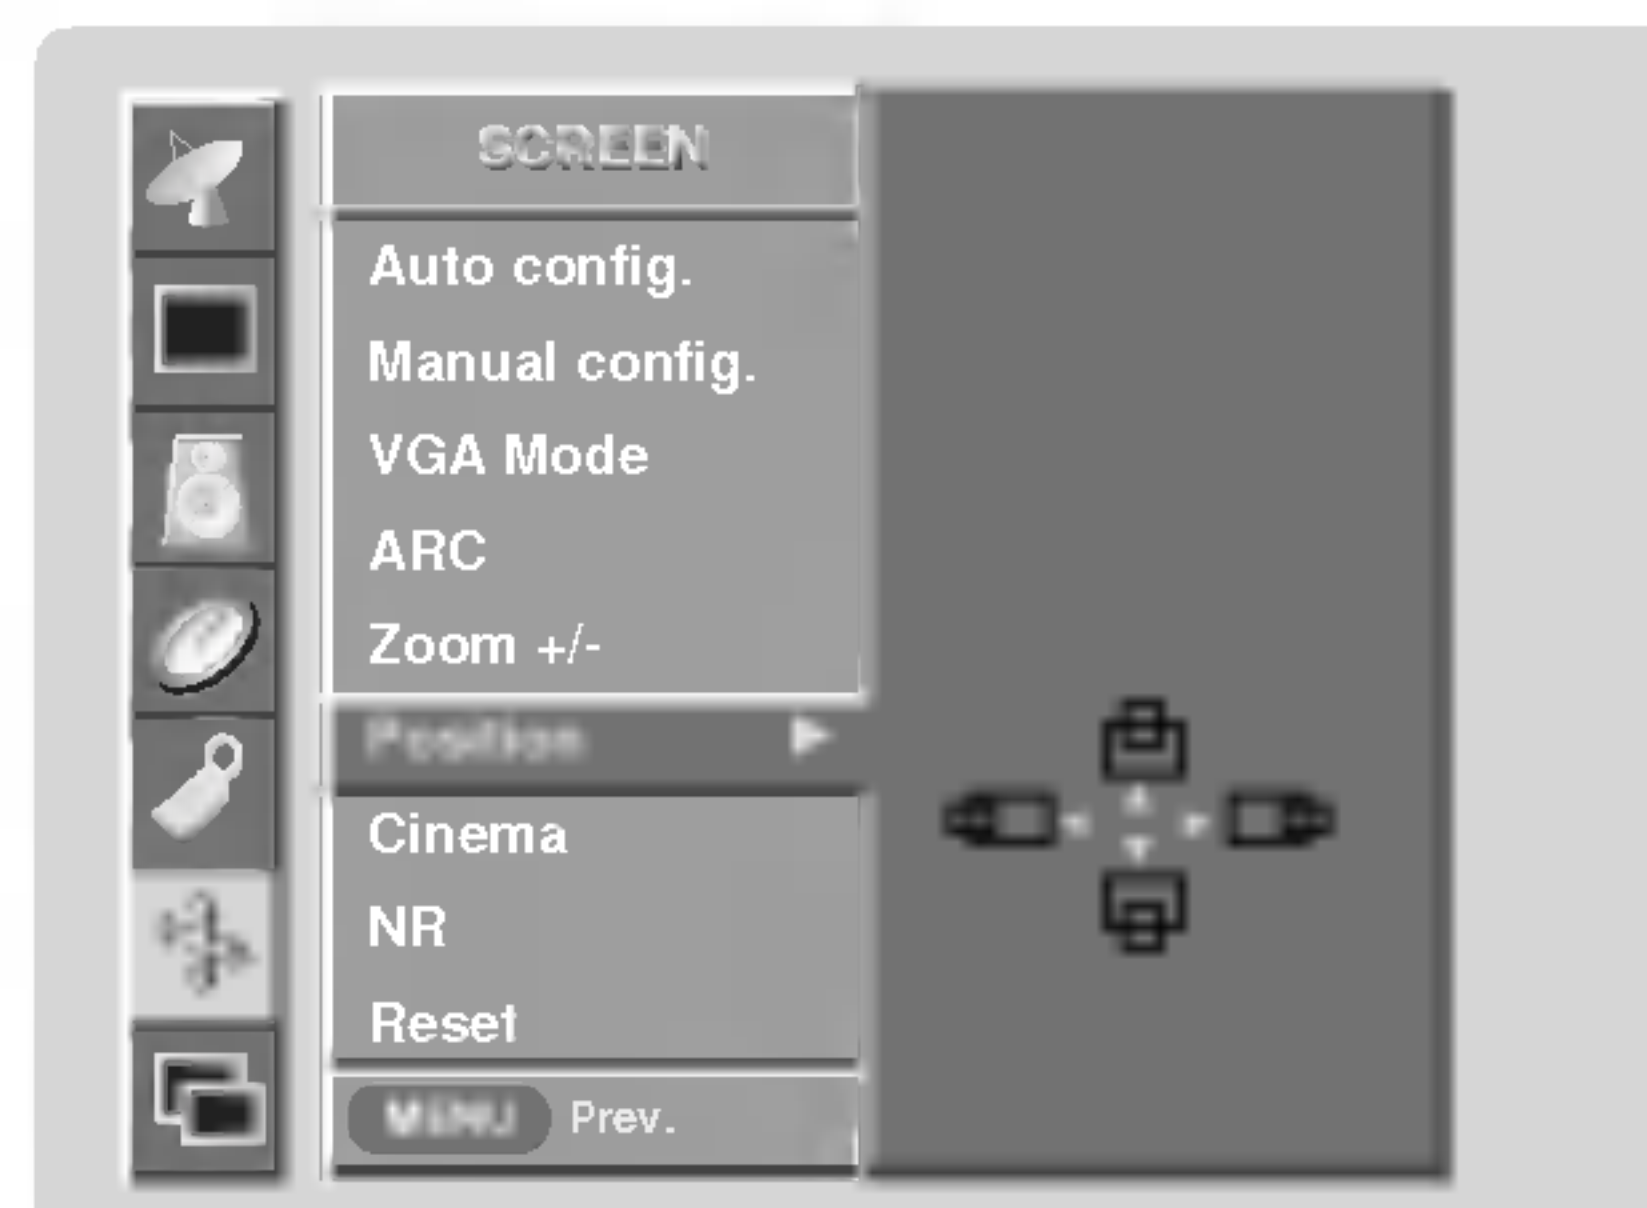 SCREEN
Auto config.
Manual config.
VGA Mode
ARC
Zoom +/-
Position
Cinema
NR
Reset
MENU Prev.